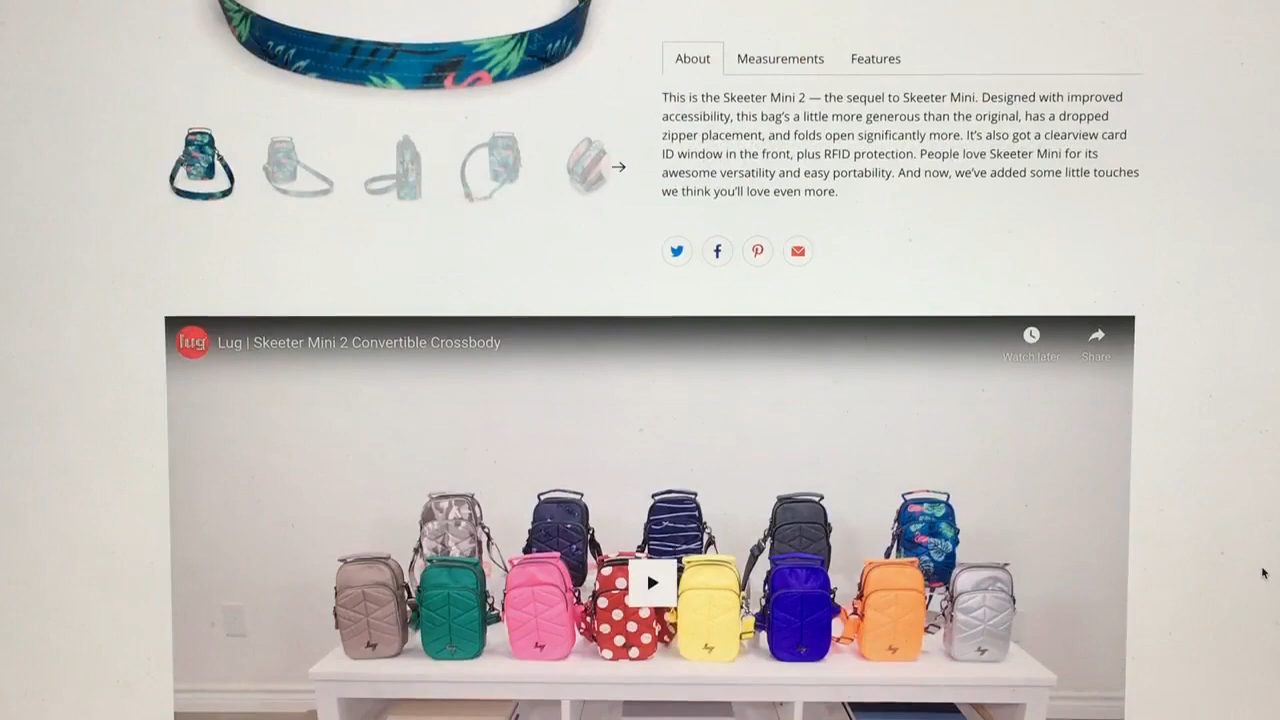 About Measurements Features
This is the Skeeter Mini 2 — the sequel to Skeeter Mini. Designed with improved
accessibility, this bag's a little more generous than the original, has a dropped
zipper placement, and folds open significantly more. It's also got a clearview card
ID window in the front, plus RFID protection. People love Skeeter Mini for its
awesome versatility and easy portability. And now, we've added some little touches
we think you'll love even more.
lug Lug | Skeeter Mini 2 Convertible Crossbody
Watch later Share